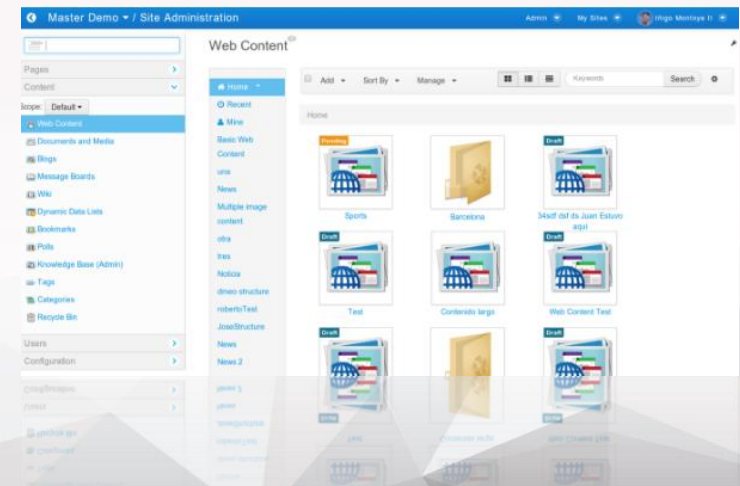 Master Demo / Site Administration
Admin
My Sites
Iñigo Montoya II
Pages
Content
Scope: Default
Web Content
Documents and Media
Blogs
Message Boards
Wiki
Dynamic Data Lists
Bookmarks
Polls
Knowledge Base (Admin)
Tags
Categories
Recycle Bin
Users
Configuration
Web Content
Home
Recent
Mine
Basic Web
Content
una
News
Multiple image
content
otra
tres
Noticia
dmeo structure
robertoTest
JoseStructure
News
News 2
Add
Sort By
Manage
Keywords
Search
Home
Pending
Sports
Barcelona
Draft
34sdf dsf ds Juan Estuvo
aquí
Draft
Test
Contenido largo
Draft
Web Content Test
Draft
Draft